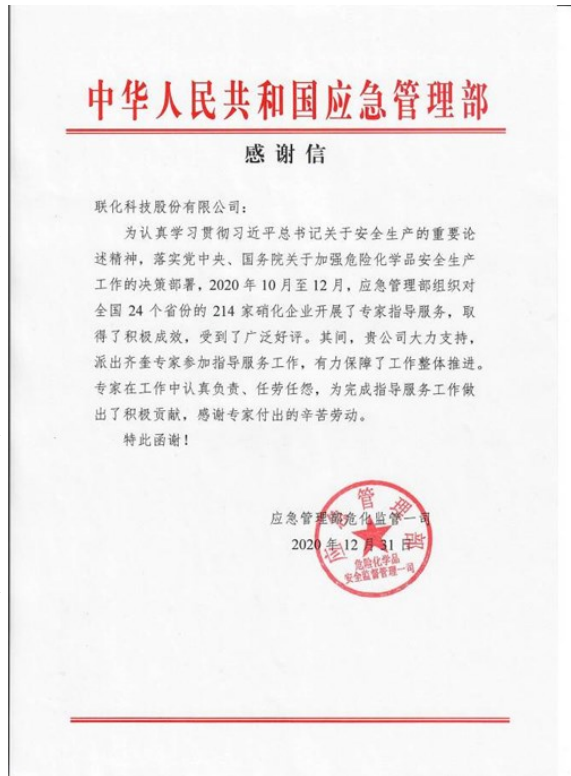 中华人民共和国应急管理部
感谢信
联化科技股份有限公司：
为认真学习贯彻习近平总书记关于安全生产的重要论
述精神，落实党中央、国务院关于加强危险化学品安全生产
工作的决策部署，2020年10月至12月，应急管理部组织对
全国24个省份的214家硝化企业开展了专家指导服务，取
得了积极成效，受到了广泛好评。其间，贵公司大力支持，
派出齐奎专家参加指导服务工作，有力保障了工作整体推进。
专家在工作中认真负责、任劳任怨，为完成指导服务工作做
出了积极贡献，感谢专家付出的辛苦劳动。
特此函谢！
应急管理部危化监管一司
2020年12月31日
应急管理部
危险化学品
安全监督管理一司